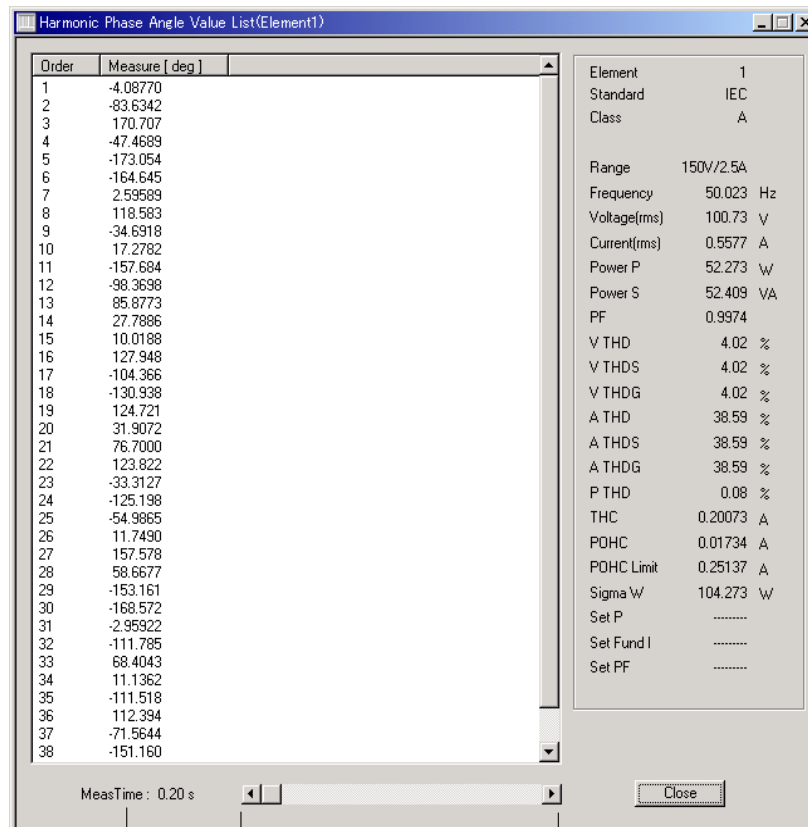 Harmonic Phase Angle Value List(Element1)
Order Measure [ deg ]
1 -4.08770
2 -83.6342
3 170.707
4 -47.4689
5 -173.054
6 -164.645
7 2.59589
8 118.583
9 -34.6918
10 17.2782
11 -157.684
12 -98.3698
13 85.8773
14 27.7886
15 10.0188
16 127.948
17 -104.366
18 -130.938
19 124.721
20 31.9072
21 76.7000
22 123.822
23 -33.3127
24 -125.198
25 -54.9865
26 11.7490
27 157.578
28 58.6677
29 -153.161
30 -168.572
31 -2.95922
32 -111.785
33 68.4043
34 11.1362
35 -111.518
36 112.394
37 -71.5644
38 -151.160
Element 1
Standard IEC
Class A
Range 150V/2.5A
Frequency 50.023 Hz
Voltage(rms) 100.73 V
Current(rms) 0.5577 A
Power P 52.273 W
Power S 52.409 VA
PF 0.9974
V THD 4.02 %
V THDS 4.02 %
V THDG 4.02 %
A THD 38.59 %
A THDS 38.59 %
A THDG 38.59 %
P THD 0.08 %
THC 0.20073 A
POHC 0.01734 A
POHC Limit 0.25137 A
Sigma W 104.273 W
Set P ---------
Set Fund I ---------
Set PF ---------
MeasTime : 0.20 s
Close